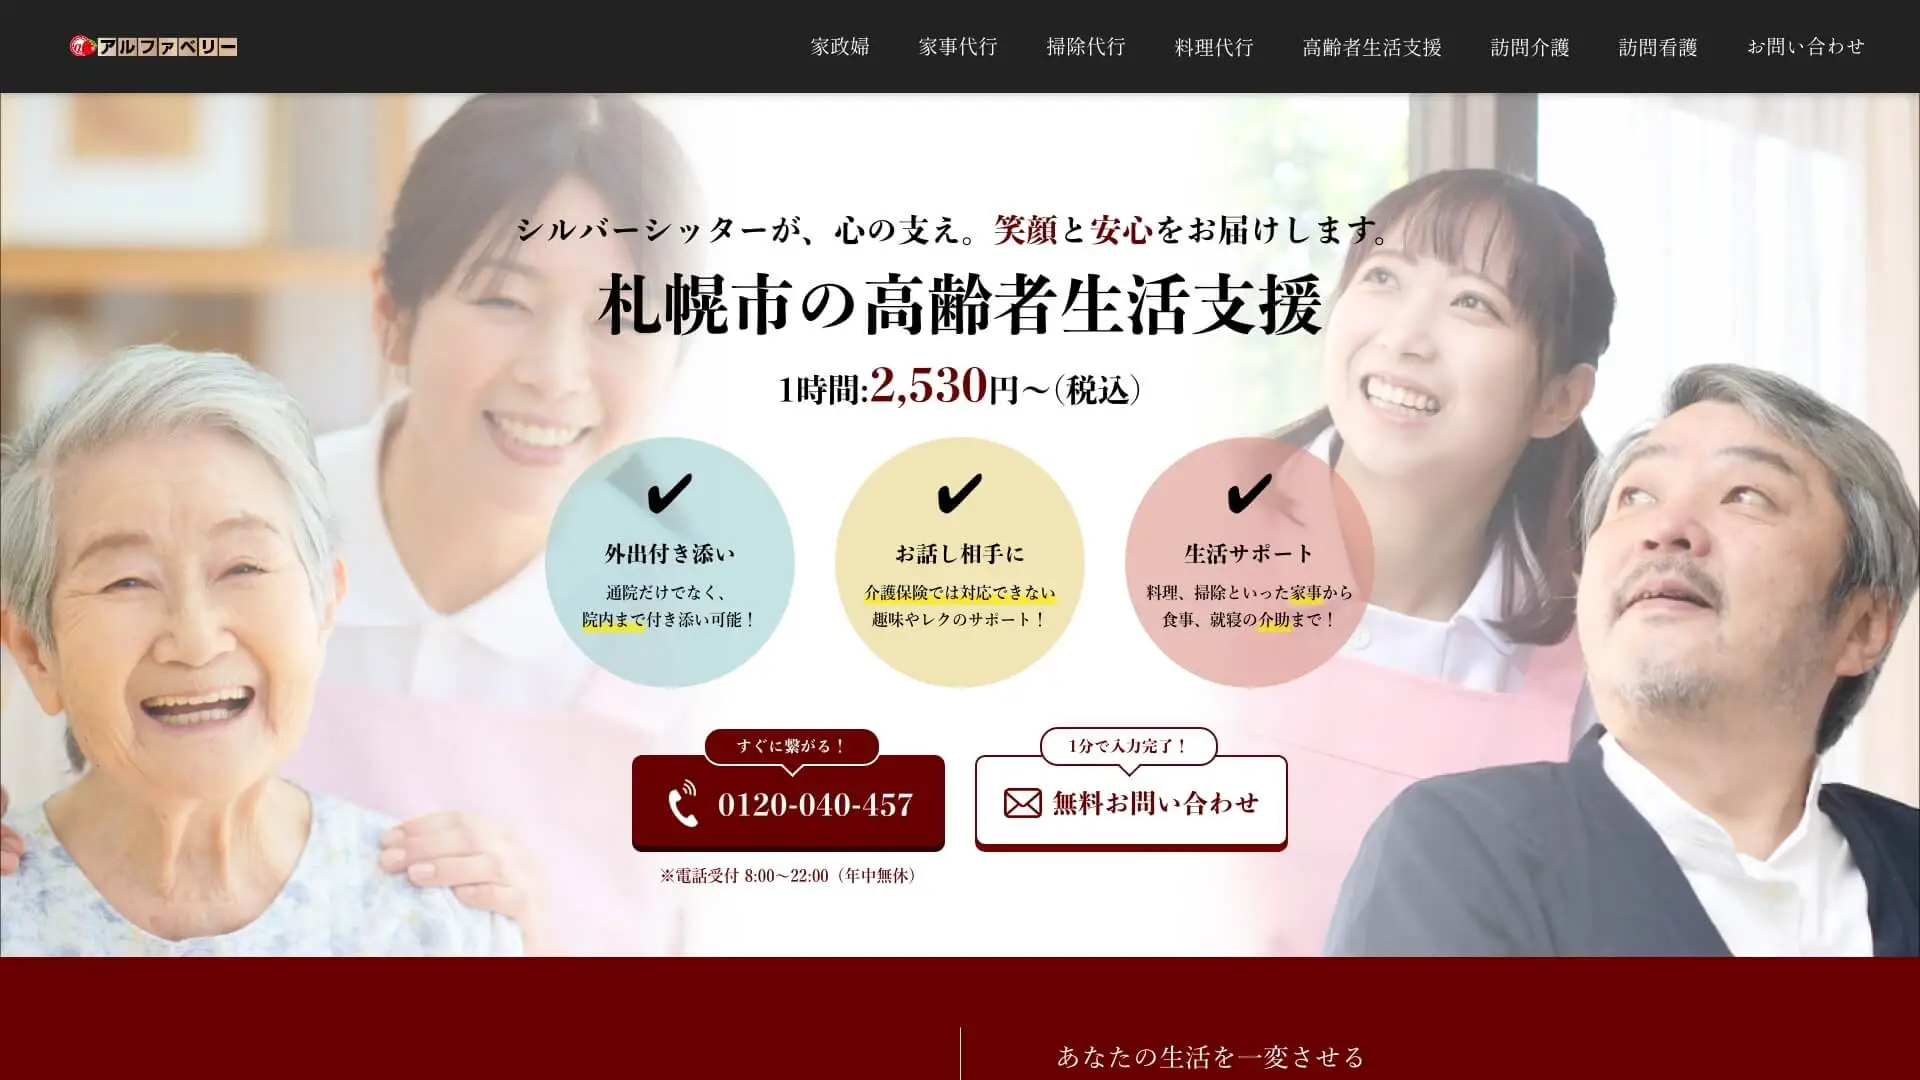 アルファベリー
家政婦
家事代行
掃除代行
料理代行
高齢者生活支援
訪問介護
訪問看護
お問い合わせ
シルバーシッターが、心の支え。笑顔と安心をお届けします。
札幌市の高齢者生活支援
1時間:2,530円〜(税込)
外出付き添い
通院だけでなく、
院内まで付き添い可能！
お話し相手に
介護保険では対応できない
趣味やレクのサポート！
生活サポート
料理、掃除といった家事から
食事、就寝の介助まで！
すぐに繋がる！
0120-040-457
※電話受付 8:00〜22:00（年中無休）
1分で入力完了！
無料お問い合わせ
あなたの生活を一変させる